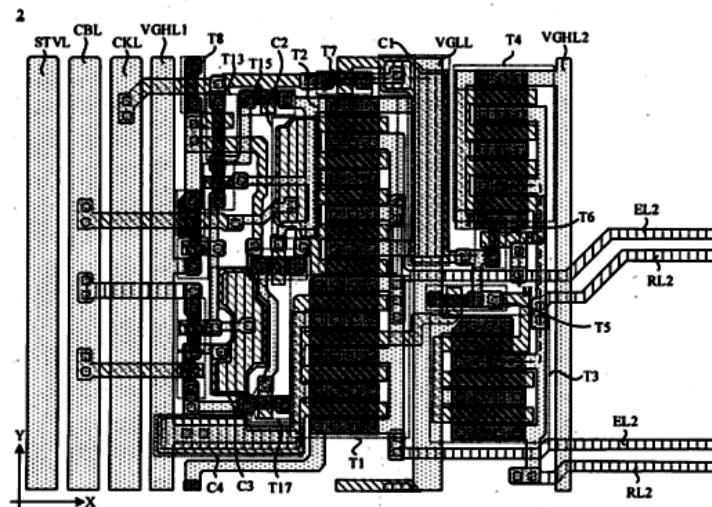 2
STVL
CBL
CKL
VGHL1
T8
T13
T15
C2
T2
T7
C1
VGLL
T4
VGHL2
T6
EL2
RL2
T5
T3
EL2
RL2
T1
T17
C3
C4
Y
X